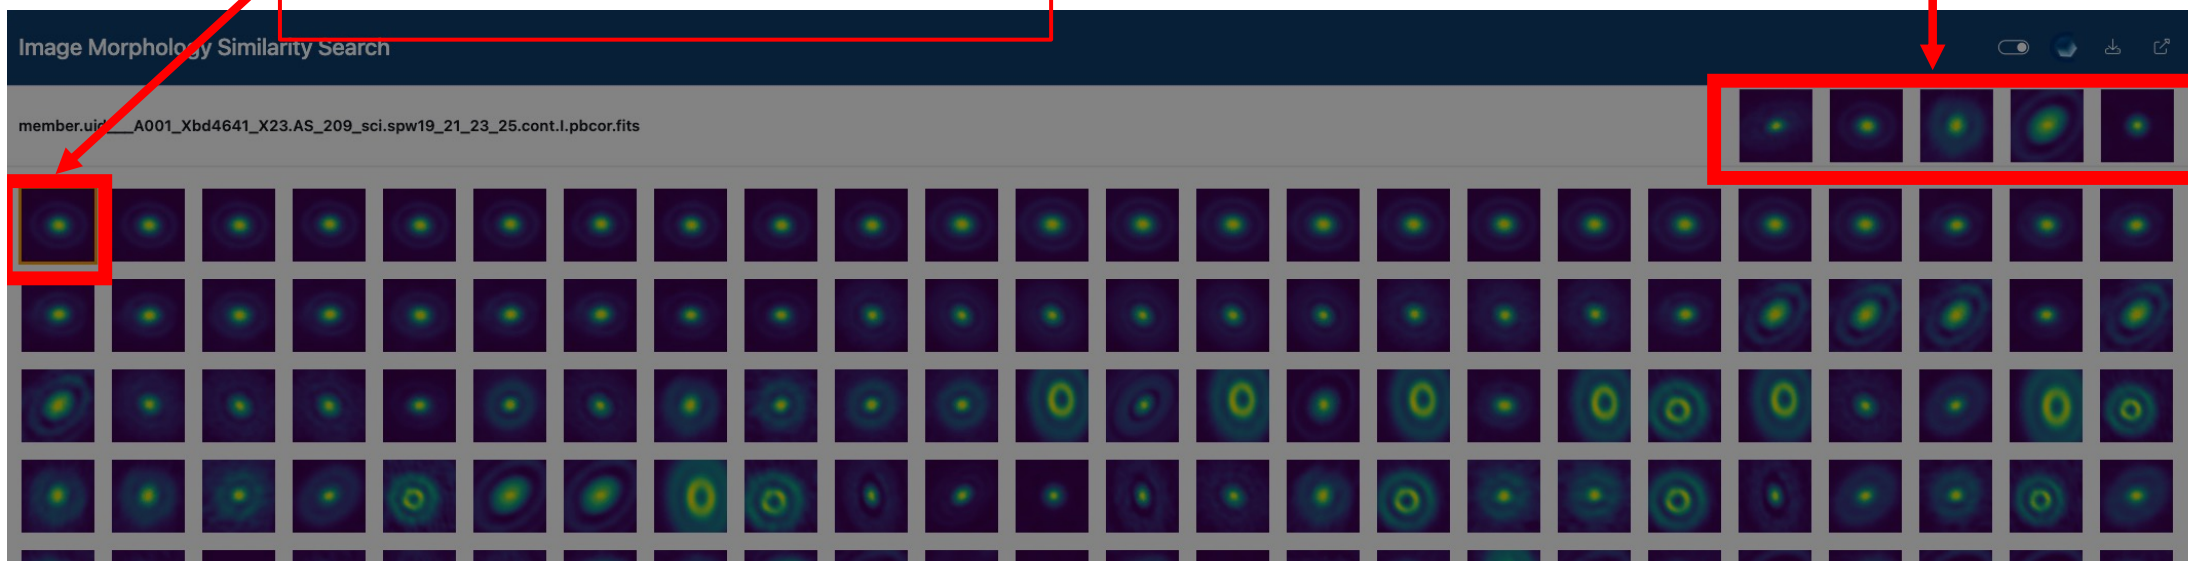 Image Morphology Similarity Search
member.uid___A001_Xbd4641_X23.AS_209_sci.spw19_21_23_25.cont.I.pbcor.fits